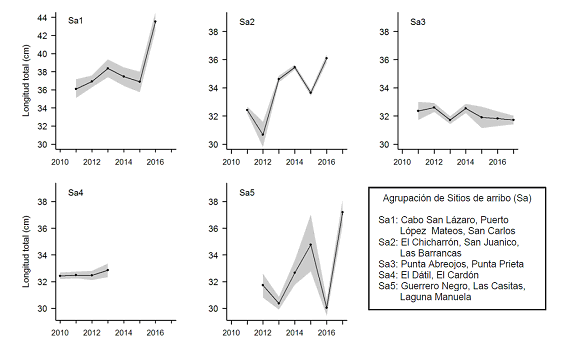 Sa1
Sa2
Sa3
Longitud total (cm)
44
42
40
38
36
34
32
30
2010 2012 2014 2016
38
36
34
32
30
2010 2012 2014 2016
38
36
34
32
30
2010 2012 2014 2016
Sa4
Sa5
Longitud total (cm)
38
36
34
32
30
2010 2012 2014 2016
38
36
34
32
30
2010 2012 2014 2016
Agrupación de Sitios de arribo (Sa)
Sa1: Cabo San Lázaro, Puerto
López Mateos, San Carlos
Sa2: El Chicharrón, San Juanico,
Las Barrancas
Sa3: Punta Abreojos, Punta Prieta
Sa4: El Dátil, El Cardón
Sa5: Guerrero Negro, Las Casitas,
Laguna Manuela